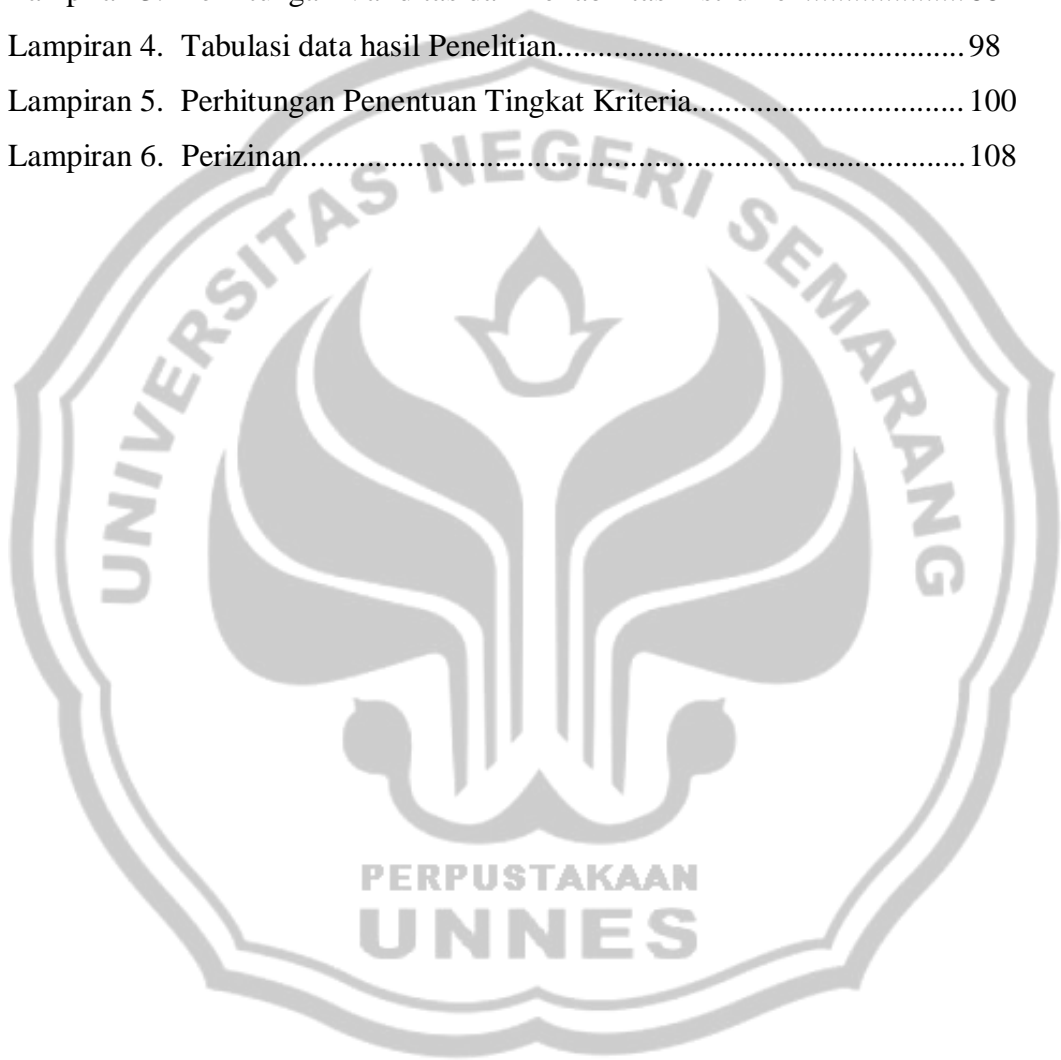 Lampiran 4. Tabulasi data hasil Penelitian.................................................. 98
Lampiran 5. Perhitungan Penentuan Tingkat Kriteria................................. 100
Lampiran 6. Perizinan.................................................................................. 108
UNIVERSITAS NEGERI SEMARANG
PERPUSTAKAAN
UNNES